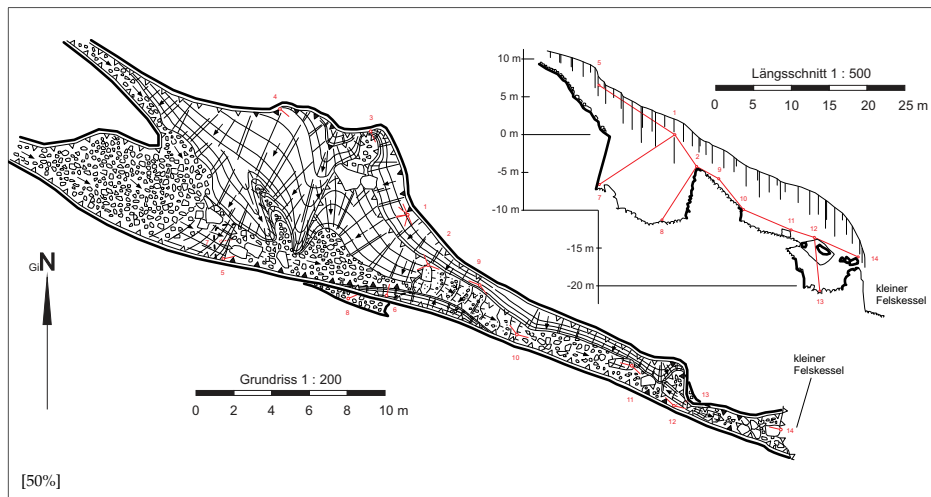 10 m
5 m
0 m
-5 m
-10 m
-15 m
-20 m
5
1
2
9
7
8
10
11
12
13
14
Längsschnitt 1 : 500
0 5 10 15 20 25 m
kleiner
Felskessel
4
3
1
2
9
5
8
6
10
11
12
13
14
GiN
Grundriss 1 : 200
0 2 4 6 8 10 m
kleiner
Felskessel
[50%]